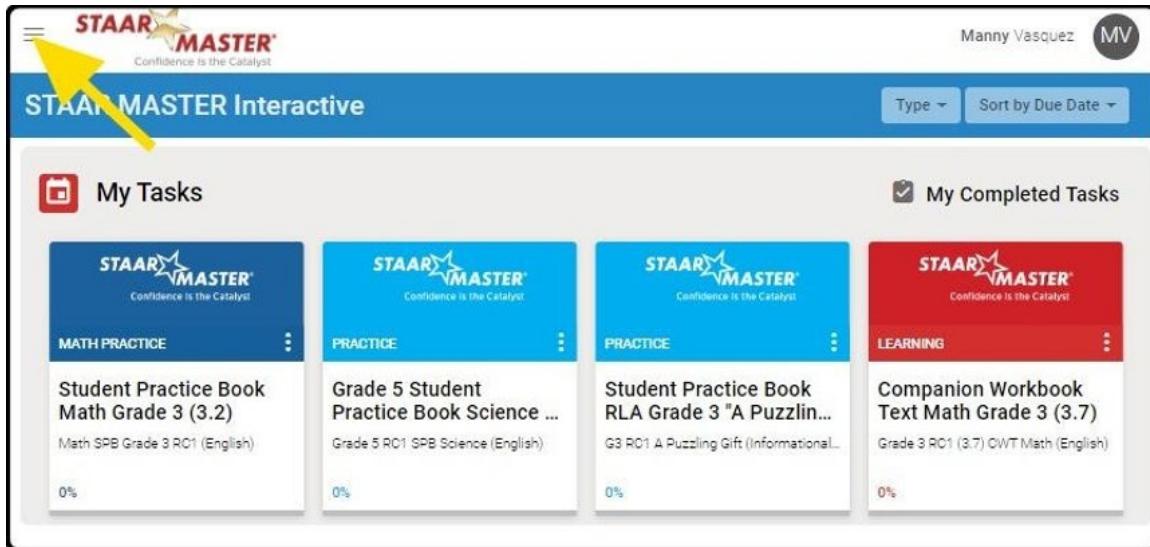 STAAR
MASTER®
Confidence is the Catalyst
Manny Vasquez
MV
STAAR MASTER Interactive
Type
Sort by Due Date
My Tasks
My Completed Tasks
STAAR
MASTER®
Confidence is the Catalyst
MATH PRACTICE
Student Practice Book
Math Grade 3 (3.2)
Math SPB Grade 3 RC1 (English)
0%
STAAR
MASTER®
Confidence is the Catalyst
PRACTICE
Grade 5 Student
Practice Book Science ...
Grade 5 RC1 SPB Science (English)
0%
STAAR
MASTER®
Confidence is the Catalyst
PRACTICE
Student Practice Book
RLA Grade 3 "A Puzzlin...
G3 RC1 A Puzzling Gift (Informational...
0%
STAAR
MASTER®
Confidence is the Catalyst
LEARNING
Companion Workbook
Text Math Grade 3 (3.7)
Grade 3 RC1 (3.7) CWT Math (English)
0%